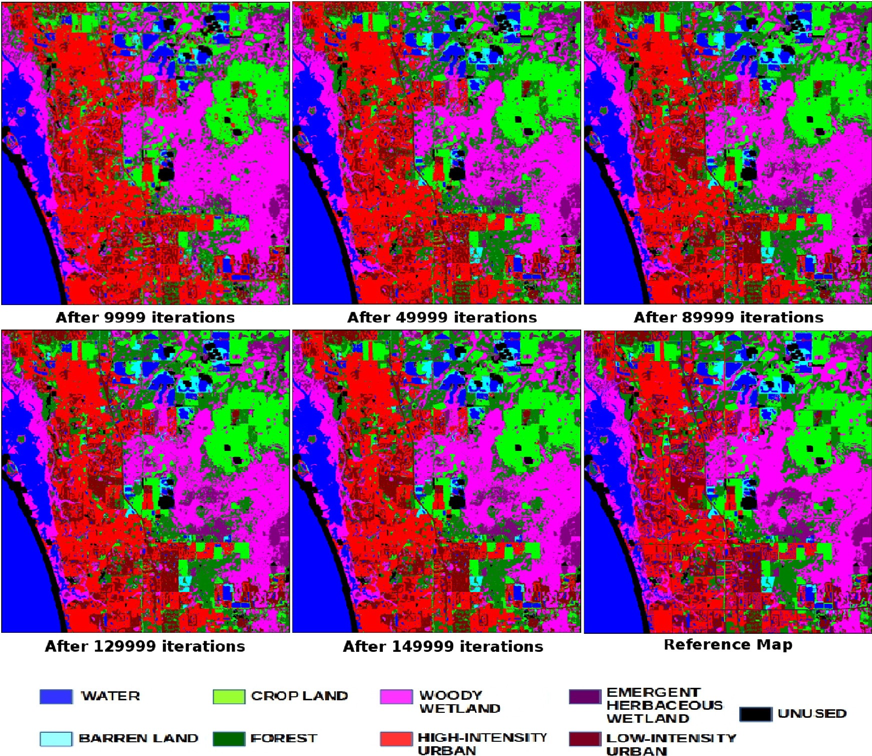 After 9999 iterations
After 49999 iterations
After 89999 iterations
After 129999 iterations
After 149999 iterations
Reference Map
WATER
CROP LAND
WOODY
WETLAND
EMERGENT
HERBACEOUS
WETLAND
UNUSED
BARREN LAND
FOREST
HIGH-INTENSITY
URBAN
LOW-INTENSITY
URBAN